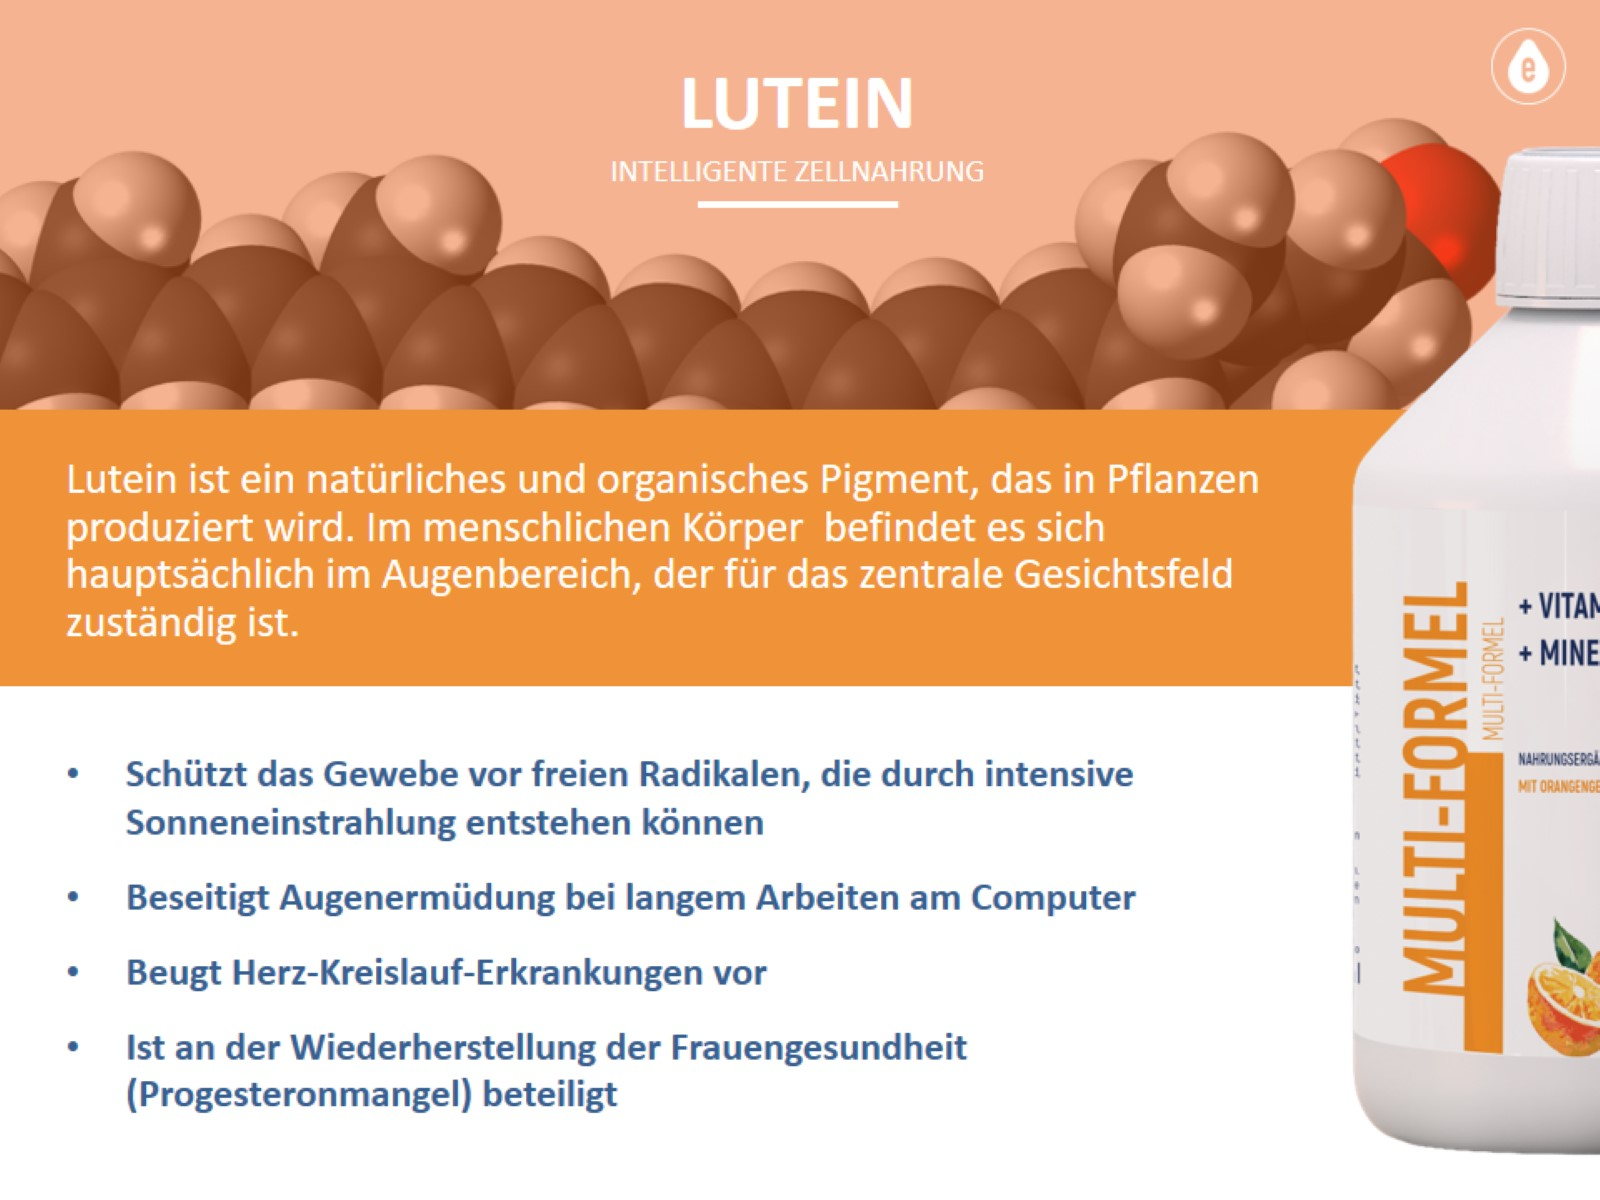 e
LUTEIN
INTELLIGENTE ZELLNAHRUNG
Lutein ist ein natürliches und organisches Pigment, das in Pflanzen
produziert wird. Im menschlichen Körper  befindet es sich
hauptsächlich im Augenbereich, der für das zentrale Gesichtsfeld
zuständig ist.
• Schützt das Gewebe vor freien Radikalen, die durch intensive
Sonneneinstrahlung entstehen können
• Beseitigt Augenermüdung bei langem Arbeiten am Computer
• Beugt Herz-Kreislauf-Erkrankungen vor
• Ist an der Wiederherstellung der Frauengesundheit
(Progesteronmangel) beteiligt
MULTI-FORMEL
MULTI-FORMEL
+ VITAM
+ MINE
NAHRUNGSERGÄ
MIT ORANGENGE